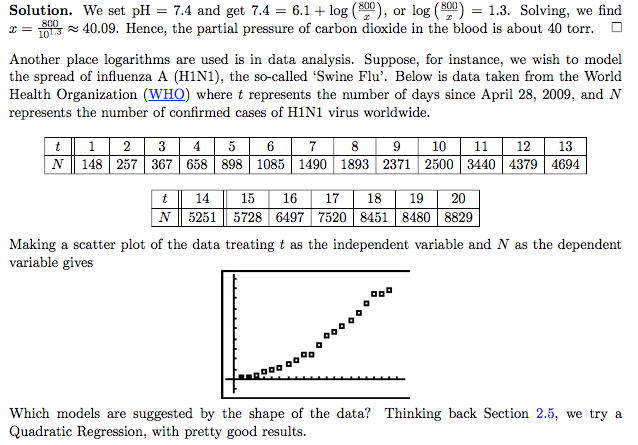 Solution. We set pH = 7.4 and get 7.4 = 6.1 + log (800/x), or log (800/x) = 1.3. Solving, we find
x = 800/10^1.3 ≈ 40.09. Hence, the partial pressure of carbon dioxide in the blood is about 40 torr. □
Another place logarithms are used is in data analysis. Suppose, for instance, we wish to model
the spread of influenza A (H1N1), the so-called ‘Swine Flu’. Below is data taken from the World
Health Organization (WHO) where t represents the number of days since April 28, 2009, and N
represents the number of confirmed cases of H1N1 virus worldwide.
t 1 2 3 4 5 6 7 8 9 10 11 12 13
N 148 257 367 658 898 1085 1490 1893 2371 2500 3440 4379 4694
t 14 15 16 17 18 19 20
N 5251 5728 6497 7520 8451 8480 8829
Making a scatter plot of the data treating t as the independent variable and N as the dependent
variable gives
Which models are suggested by the shape of the data? Thinking back Section 2.5, we try a
Quadratic Regression, with pretty good results.